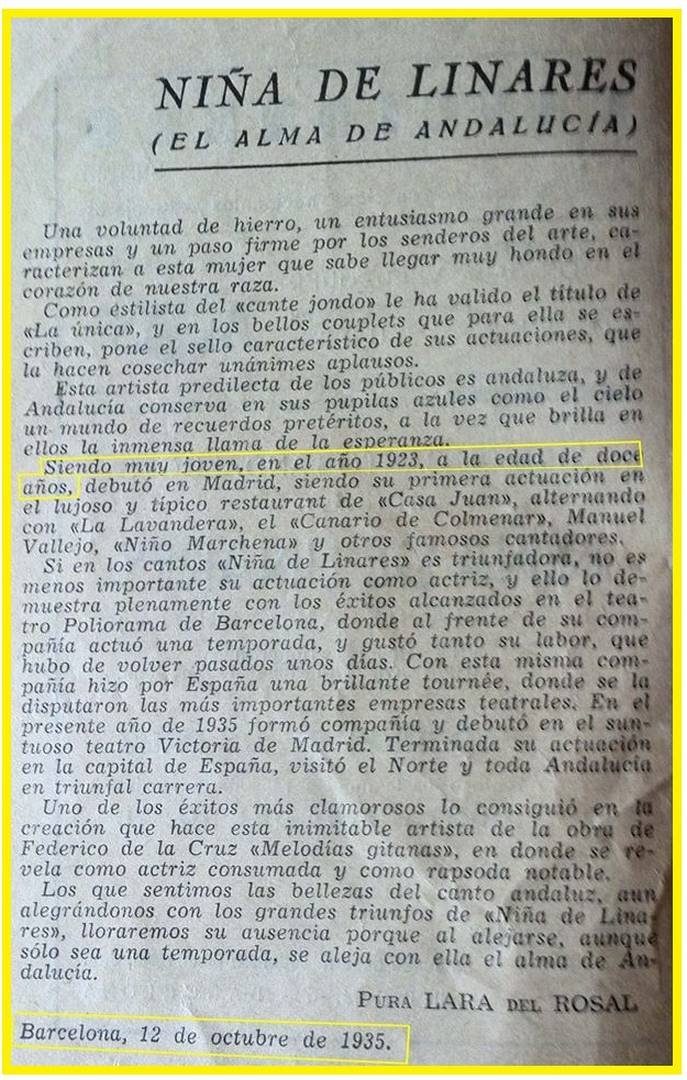 NIÑA DE LINARES
(EL ALMA DE ANDALUCÍA)
Una voluntad de hierro, un entusiasmo grande en sus
empresas y un paso firme por los senderos del arte, ca-
racterizan a esta mujer que sabe llegar muy hondo en el
corazón de nuestra raza.
Como estilista del «cante jondo» le ha valido el título de
«La única», y en los bellos couplets que para ella se es-
criben, pone el sello característico de sus actuaciones, que
la hacen cosechar unánimes aplausos.
Esta artista predilecta de los públicos es andaluza, y de
Andalucía conserva en sus pupilas azules como el cielo
un mundo de recuerdos pretéritos, a la vez que brilla en
ellos la inmensa llama de la esperanza.
Siendo muy joven, en el año 1923, a la edad de doce
años, debutó en Madrid, siendo su primera actuación en
el lujoso y típico restaurant de «Casa Juan», alternando
con «La Lavandera», el «Canario de Colmenar», Manuel
Vallejo, «Niño Marchena» y otros famosos cantadores.
Si en los cantos «Niña de Linares» es triunfadora, no es
menos importante su actuación como actriz, y ello lo de-
muestra plenamente con los éxitos alcanzados en el tea-
tro Poliorama de Barcelona, donde al frente de su com-
pañía actuó una temporada, y gustó tanto su labor, que
hubo de volver pasados unos días. Con esta misma com-
pañía hizo por España una brillante tournée, donde se la
disputaron las más importantes empresas teatrales. En el
presente año de 1935 formó compañía y debutó en el sun-
tuoso teatro Victoria de Madrid. Terminada su actuación
en la capital de España, visitó el Norte y toda Andalucía
en triunfal carrera.
Uno de los éxitos más clamorosos lo consiguió en la
creación que hace esta inimitable artista de la obra de
Federico de la Cruz «Melodías gitanas», en donde se re-
vela como actriz consumada y como rapsoda notable.
Los que sentimos las bellezas del canto andaluz, aun
alegrándonos con los grandes triunfos de «Niña de Lina-
res», lloraremos su ausencia porque al alejarse, aunque
sólo sea una temporada, se aleja con ella el alma de An-
dalucía.
PURA LARA DEL ROSAL
Barcelona, 12 de octubre de 1935.